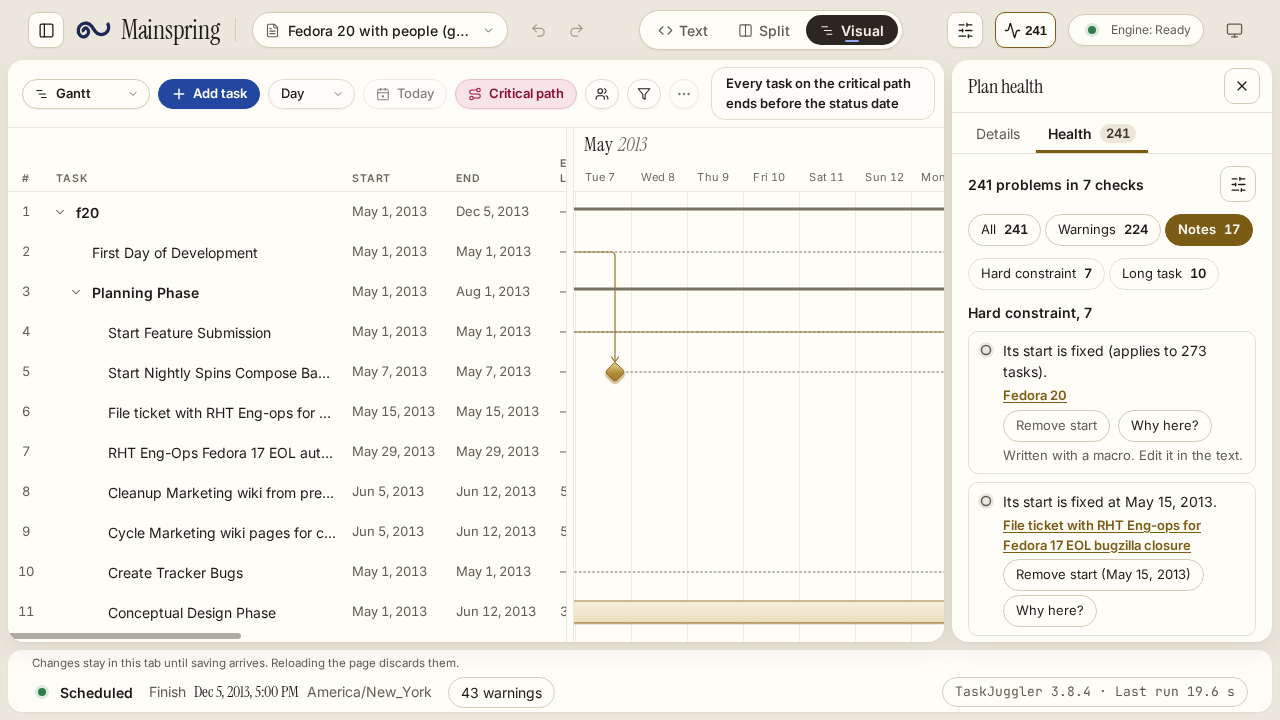 Mainspring
Fedora 20 with people (g...
Text
Split
Visual
241
Engine: Ready
Gantt
Add task
Day
Today
Critical path
Every task on the critical path
ends before the status date
Plan health
Details
Health 241
241 problems in 7 checks
All 241
Warnings 224
Notes 17
Hard constraint 7
Long task 10
Hard constraint, 7
Its start is fixed (applies to 273
tasks).
Fedora 20
Remove start
Why here?
Written with a macro. Edit it in the text.
Its start is fixed at May 15, 2013.
File ticket with RHT Eng-ops for
Fedora 17 EOL bugzilla closure
Remove start (May 15, 2013)
Why here?
May 2013
# TASK START END
Tue 7 Wed 8 Thu 9 Fri 10 Sat 11 Sun 12 Mon
1 f20 May 1, 2013 Dec 5, 2013 –
2 First Day of Development May 1, 2013 May 1, 2013 –
3 Planning Phase May 1, 2013 Aug 1, 2013 –
4 Start Feature Submission May 1, 2013 May 1, 2013 –
5 Start Nightly Spins Compose Ba... May 7, 2013 May 7, 2013 –
6 File ticket with RHT Eng-ops for ... May 15, 2013 May 15, 2013 –
7 RHT Eng-Ops Fedora 17 EOL aut... May 29, 2013 May 29, 2013 –
8 Cleanup Marketing wiki from pre... Jun 5, 2013 Jun 12, 2013 5
9 Cycle Marketing wiki pages for c... Jun 5, 2013 Jun 12, 2013 5
10 Create Tracker Bugs May 1, 2013 May 1, 2013 –
11 Conceptual Design Phase May 1, 2013 Jun 12, 2013 3
Changes stay in this tab until saving arrives. Reloading the page discards them.
Scheduled Finish Dec 5, 2013, 5:00 PM America/New_York 43 warnings
TaskJuggler 3.8.4 · Last run 19.6 s